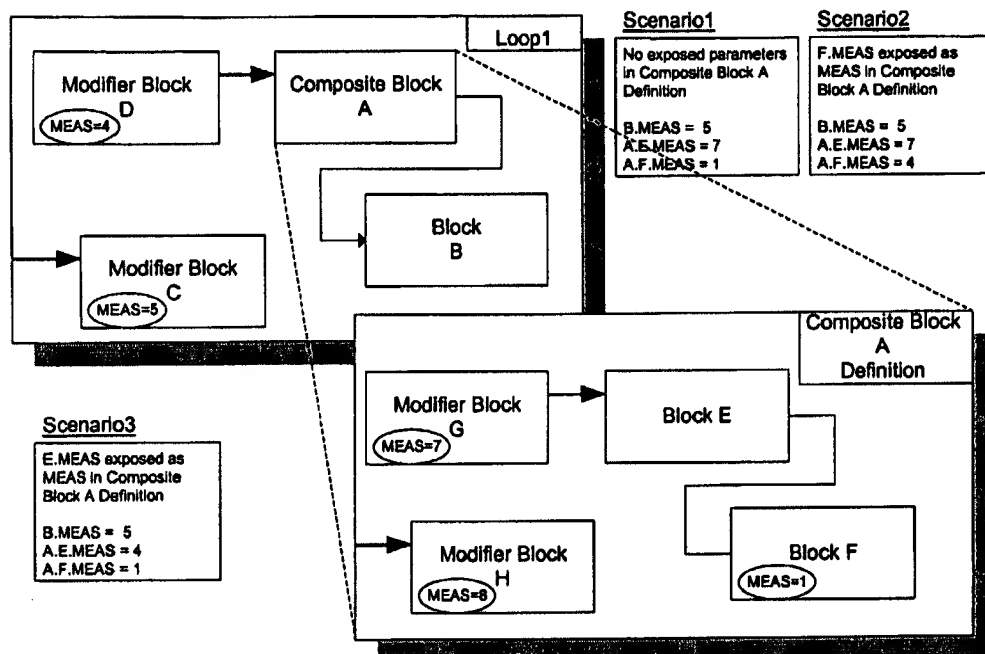 Loop1
Modifier Block
D
MEAS=4
Composite Block
A
Block
B
Modifier Block
C
MEAS=5
Scenario1
No exposed parameters
in Composite Block A
Definition
B.MEAS = 5
A.E.MEAS = 7
A.F.MEAS = 1
Scenario2
F.MEAS exposed as
MEAS in Composite
Block A Definition
B.MEAS = 5
A.E.MEAS = 7
A.F.MEAS = 4
Composite Block
A
Definition
Modifier Block
G
MEAS=7
Block E
Modifier Block
H
MEAS=8
Block F
MEAS=1
Scenario3
E.MEAS exposed as
MEAS in Composite
Block A Definition
B.MEAS = 5
A.E.MEAS = 4
A.F.MEAS = 1